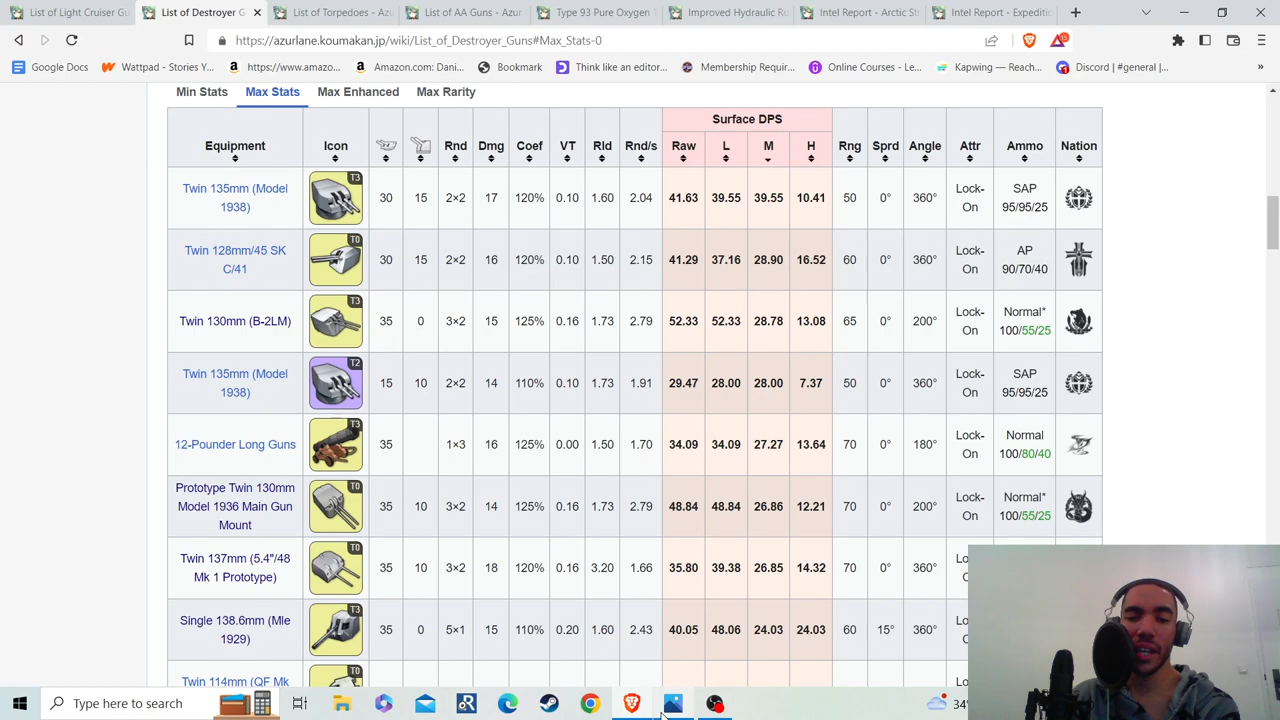 List of Light Cruiser Gu
List of Destroyer G
List of Torpedoes - Azu
List of AA Guns - Azur
Type 93 Pure Oxygen T
Improved Hydraulic Ru
Intel Report - Arctic St
Intel Report - Expeditio
https://azurlane.koumakan.jp/wiki/List_of_Destroyer_Guns#Max_Stats-0
Google Docs
Wattpad - Stories Y...
https://www.amazo...
Amazon.com: Dani...
Bookmark
Think like an editor...
Membership Requir...
Online Courses - Le...
Kapwing — Reach...
Discord | #general |...
Min Stats Max Stats Max Enhanced Max Rarity
Surface DPS
Equipment Icon Rnd Dmg Coef VT Rld Rnd/s Raw L M H Rng Sprd Angle Attr Ammo Nation
Twin 135mm (Model 1938) T3 30 15 2×2 17 120% 0.10 1.60 2.04 41.63 39.55 39.55 10.41 50 0° 360° Lock-On SAP 95/95/25
Twin 128mm/45 SK C/41 T0 30 15 2×2 16 120% 0.10 1.50 2.15 41.29 37.16 28.90 16.52 60 0° 360° Lock-On AP 90/70/40
Twin 130mm (B-2LM) T3 35 0 3×2 15 125% 0.16 1.73 2.79 52.33 52.33 28.78 13.08 65 0° 200° Lock-On Normal* 100/55/25
Twin 135mm (Model 1938) T2 15 10 2×2 14 110% 0.10 1.73 1.91 29.47 28.00 28.00 7.37 50 0° 360° Lock-On SAP 95/95/25
12-Pounder Long Guns T3 35 1×3 16 125% 0.00 1.50 1.70 34.09 34.09 27.27 13.64 70 0° 180° Lock-On Normal 100/80/40
Prototype Twin 130mm Model 1936 Main Gun Mount T0 35 10 3×2 14 125% 0.16 1.73 2.79 48.84 48.84 26.86 12.21 70 0° 200° Lock-On Normal* 100/55/25
Twin 137mm (5.4"/48 Mk 1 Prototype) T0 35 10 3×2 18 120% 0.16 3.20 1.66 35.80 39.38 26.85 14.32 70 0° 360° Lo
Single 138.6mm (Mle 1929) T3 35 0 5×1 15 110% 0.20 1.60 2.43 40.05 48.06 24.03 24.03 60 15° 360°
Twin 114mm (QF Mk T0
Type here to search
34°